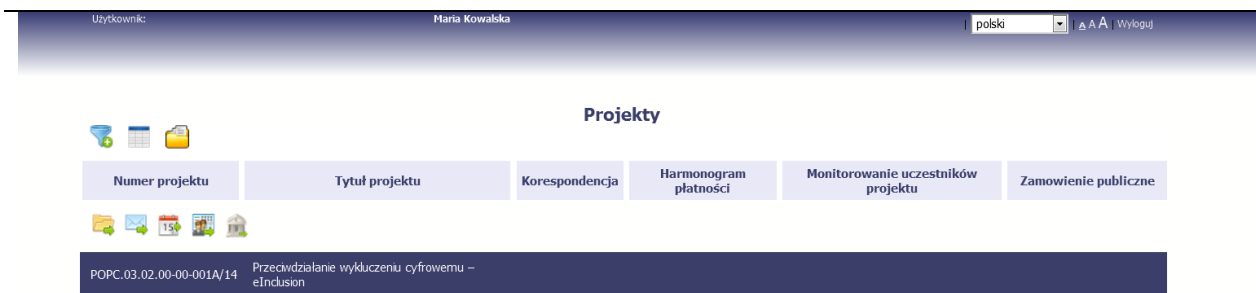 Użytkownik: Maria Kowalska | polski | A A A | Wyloguj
Projekty
Numer projektu Tytuł projektu Korespondencja Harmonogram płatności Monitorowanie uczestników projektu Zamowienie publiczne
15
POPC.03.02.00-00-001A/14 Przeciwdziałanie wykluczeniu cyfrowemu –
eInclusion